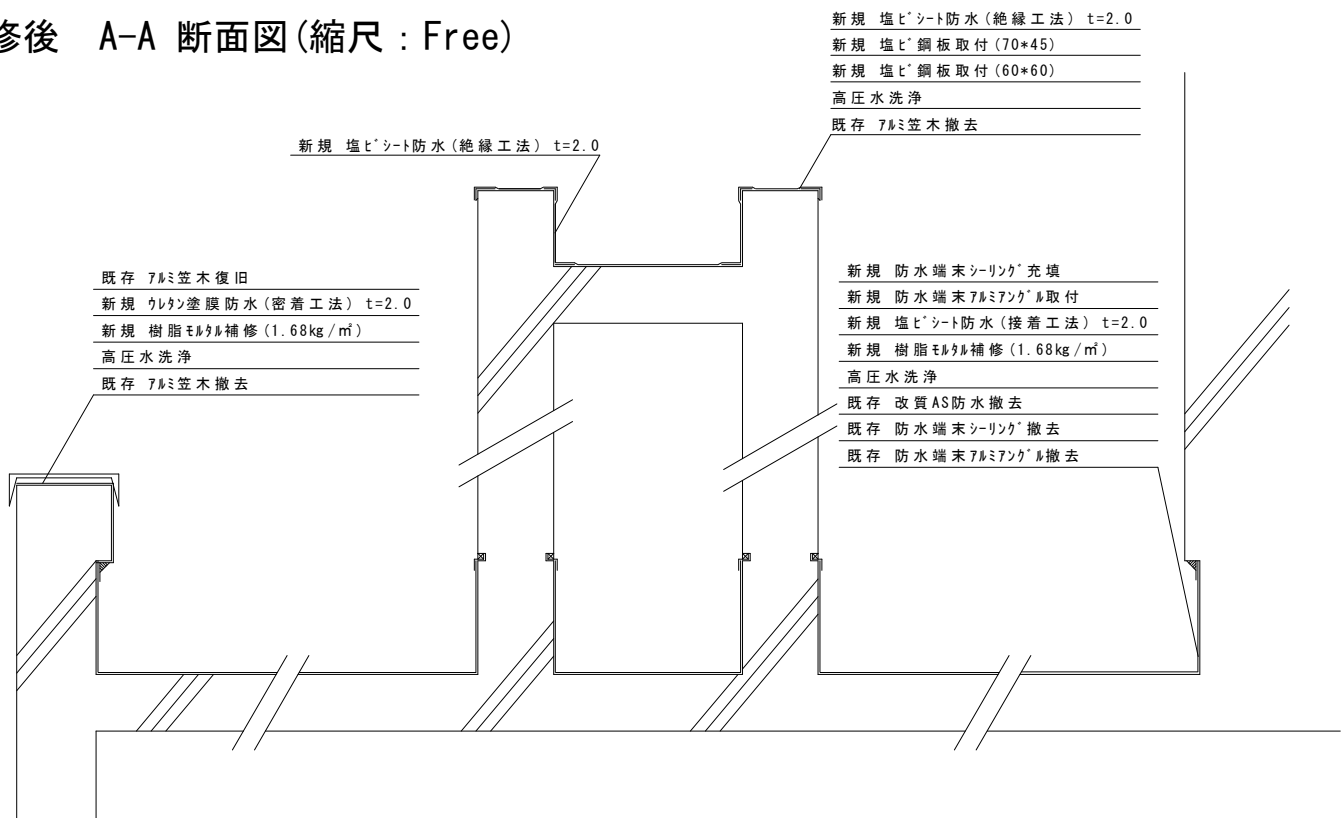 修後 A-A 断面図(縮尺：Free)
新規 塩ﾋﾞｼｰﾄ防水(絶縁工法) t=2.0
新規 塩ﾋﾞ鋼板取付(70*45)
新規 塩ﾋﾞ鋼板取付(60*60)
高圧水洗浄
既存 ｱﾙﾐ笠木撤去
新規 塩ﾋﾞｼｰﾄ防水(絶縁工法) t=2.0
既存 ｱﾙﾐ笠木復旧
新規 ｳﾚﾀﾝ塗膜防水(密着工法) t=2.0
新規 樹脂ﾓﾙﾀﾙ補修(1.68kg/㎡)
高圧水洗浄
既存 ｱﾙﾐ笠木撤去
新規 防水端末ｼｰﾘﾝｸﾞ充填
新規 防水端末ｱﾙﾐｱﾝｸﾞﾙ取付
新規 塩ﾋﾞｼｰﾄ防水(接着工法) t=2.0
新規 樹脂ﾓﾙﾀﾙ補修(1.68kg/㎡)
高圧水洗浄
既存 改質AS防水撤去
既存 防水端末ｼｰﾘﾝｸﾞ撤去
既存 防水端末ｱﾙﾐｱﾝｸﾞﾙ撤去